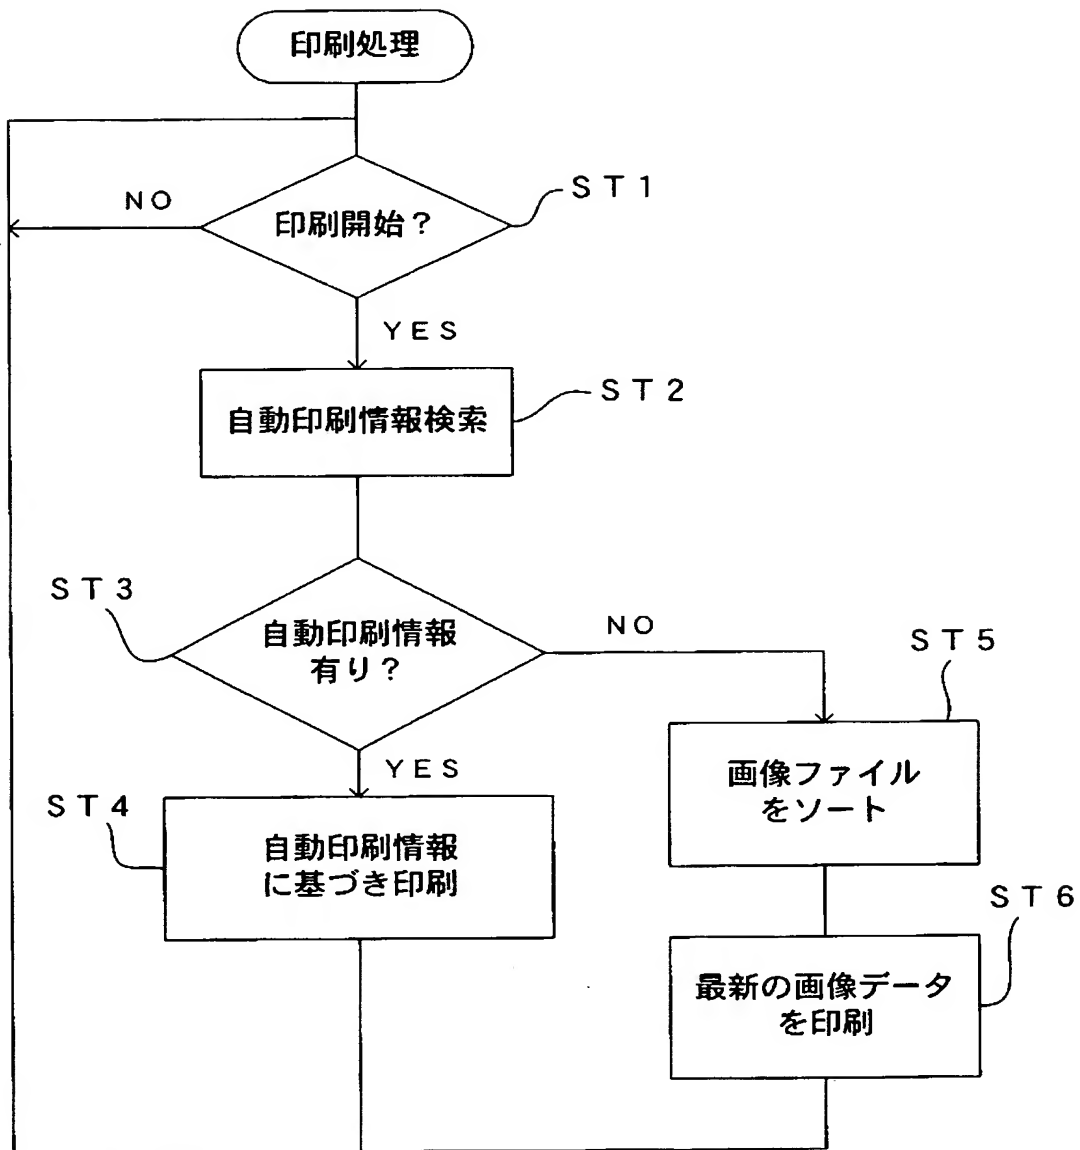 印刷処理
ST1
NO
印刷開始？
YES
ST2
自動印刷情報検索
ST3
自動印刷情報
有り？
NO
ST5
YES
画像ファイル
をソート
ST4
自動印刷情報
に基づき印刷
ST6
最新の画像データ
を印刷